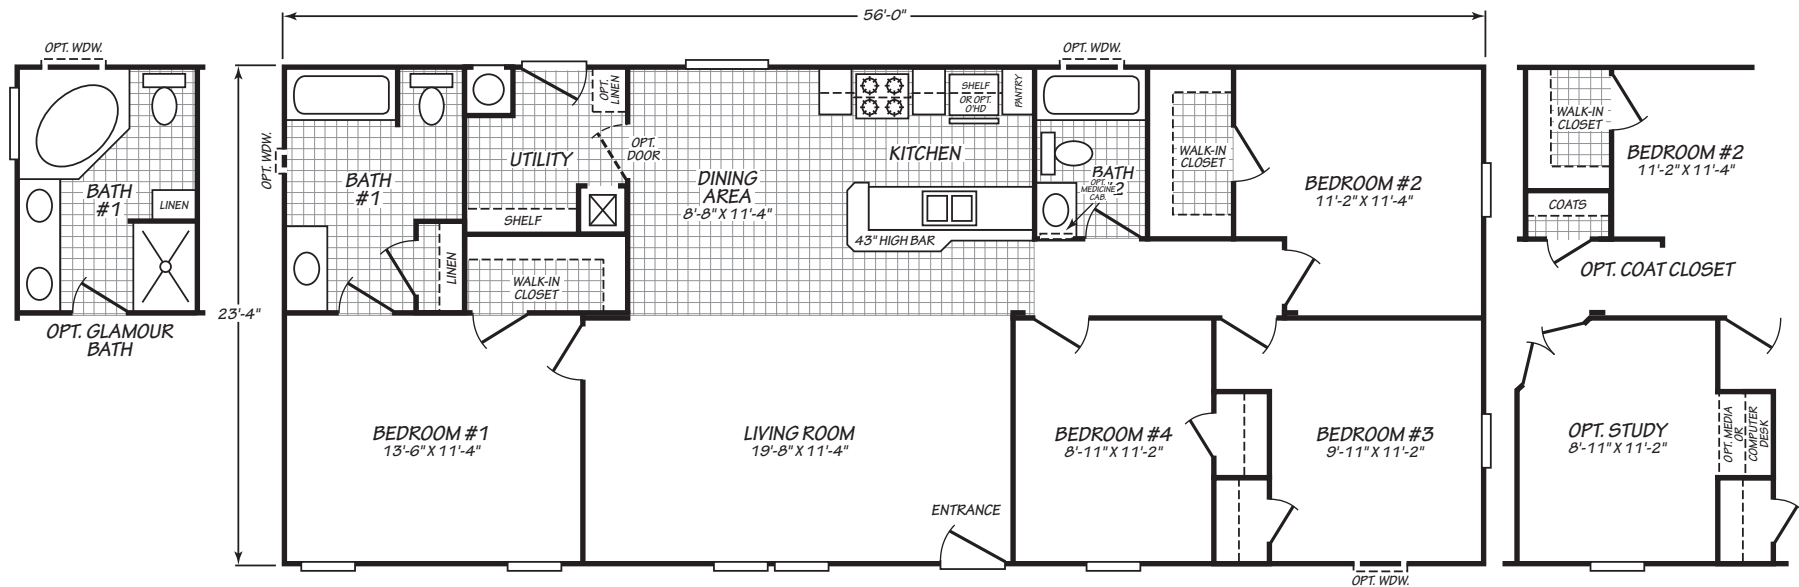 56'-0"
OPT. WDW.
BATH
#1
LINEN
OPT. GLAMOUR
BATH
23'-4"
OPT. WDW.
BATH
#1
LINEN
UTILITY
OPT.
LINEN
OPT.
DOOR
SHELF
WALK-IN
CLOSET
DINING
AREA
8'-8" X 11'-4"
KITCHEN
SHELF
OR OPT.
O'HD
PANTRY
43" HIGH BAR
OPT. WDW.
BATH
#2
OPT.
MEDICINE
CAB.
WALK-IN
CLOSET
BEDROOM #2
11'-2" X 11'-4"
BEDROOM #1
13'-6" X 11'-4"
LIVING ROOM
19'-8" X 11'-4"
ENTRANCE
BEDROOM #4
8'-11" X 11'-2"
BEDROOM #3
9'-11" X 11'-2"
OPT. WDW.
WALK-IN
CLOSET
BEDROOM #2
11'-2" X 11'-4"
COATS
OPT. COAT CLOSET
OPT. STUDY
8'-11" X 11'-2"
OPT. MEDIA
OR
COMPUTER
DESK